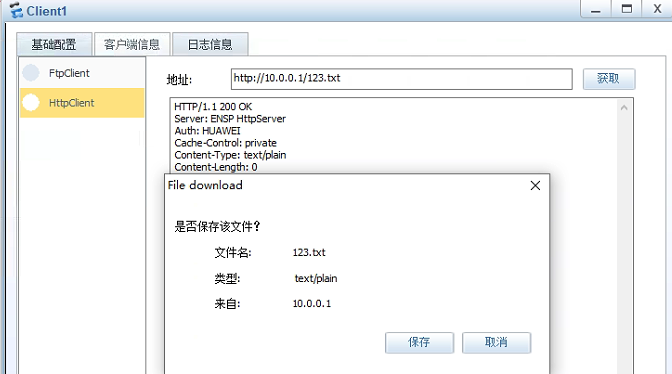 Client1
基础配置 客户端信息 日志信息
FtpClient
HttpClient
地址: http://10.0.0.1/123.txt 获取
HTTP/1.1 200 OK
Server: ENSP HttpServer
Auth: HUAWEI
Cache-Control: private
Content-Type: text/plain
Content-Length: 0
File download
是否保存该文件？
文件名: 123.txt
类型: text/plain
来自: 10.0.0.1
保存 取消